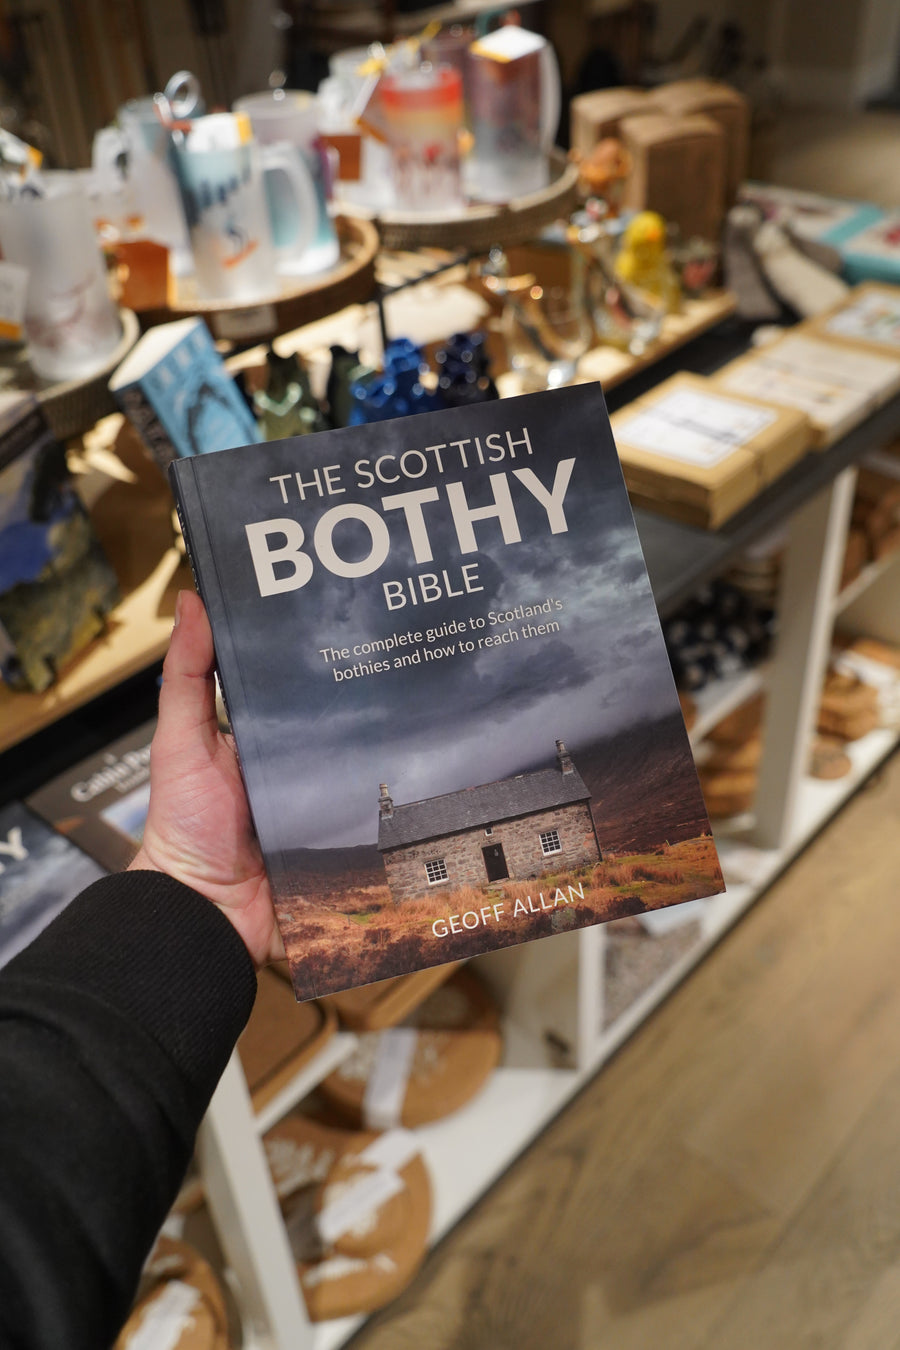 THE SCOTTISH
BOTHY
BIBLE
The complete guide to Scotland's
bothies and how to reach them
GEOFF ALLAN